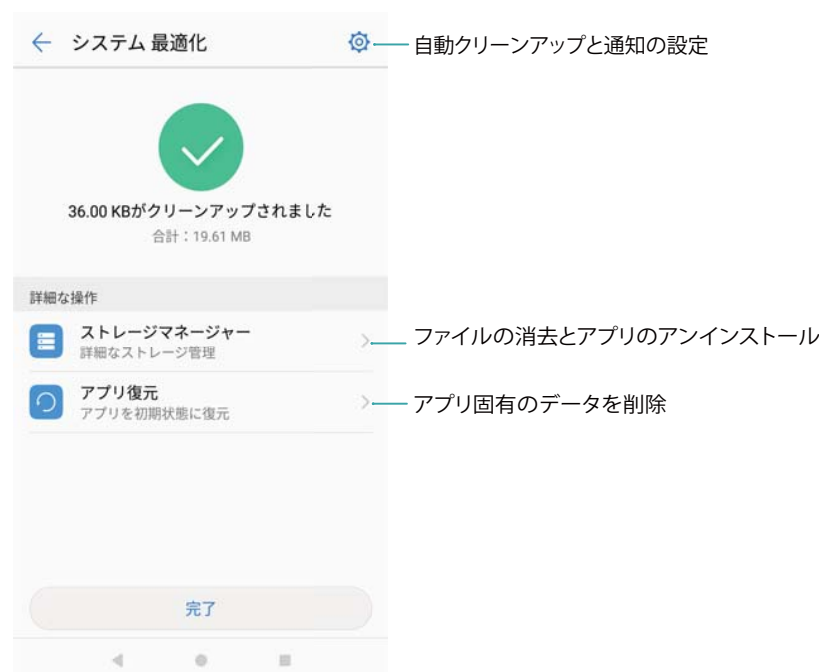 システム 最適化
自動クリーンアップと通知の設定
36.00 KBがクリーンアップされました
合計：19.61 MB
詳細な操作
ストレージマネージャー
詳細なストレージ管理
ファイルの消去とアプリのアンインストール
アプリ復元
アプリを初期状態に復元
アプリ固有のデータを削除
完了